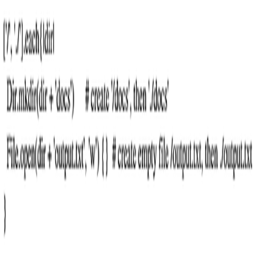 ['/', './'].each{|dir|
Dir.mkdir(dir + 'docs') # create '/docs', then './docs'
File.open(dir + 'output.txt', 'w') { } # create empty file /output.txt, then ./output.txt
}